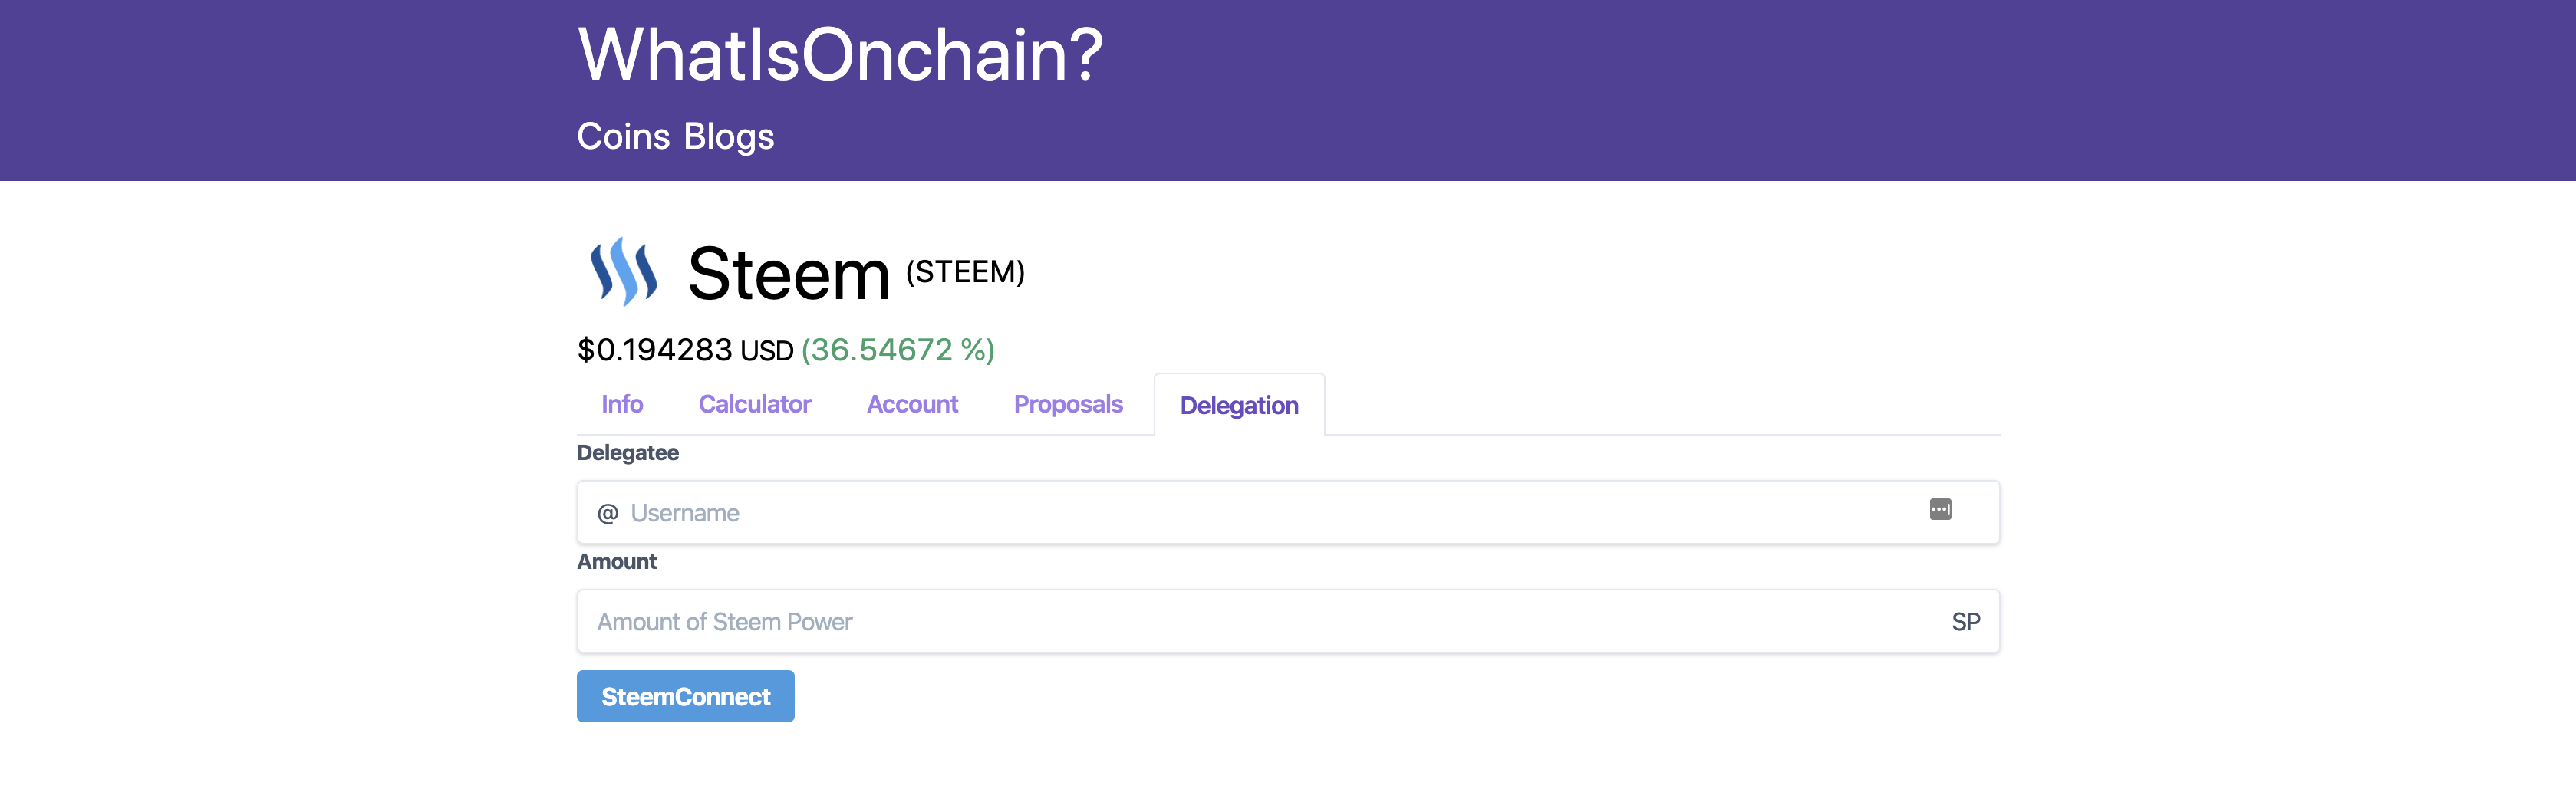 WhatIsOnchain?
Coins Blogs
Steem (STEEM)
$0.194283 USD (36.54672 %)
Info Calculator Account Proposals Delegation
Delegatee
@ Username
Amount
Amount of Steem Power SP
SteemConnect